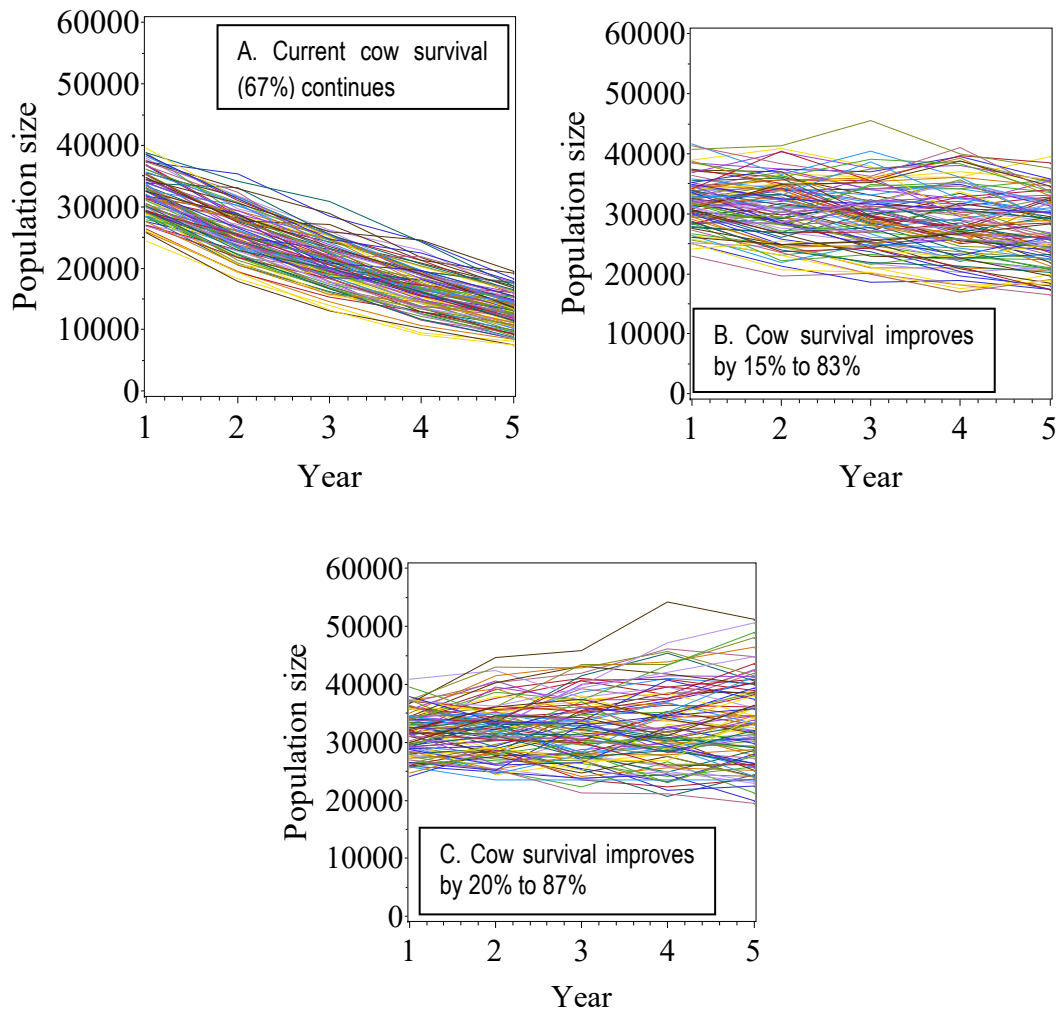 60000
50000
40000
30000
20000
10000
0
Population size
A. Current cow survival
(67%) continues
1 2 3 4 5
Year
60000
50000
40000
30000
20000
10000
0
Population size
B. Cow survival improves
by 15% to 83%
1 2 3 4 5
Year
60000
50000
40000
30000
20000
10000
0
Population size
C. Cow survival improves
by 20% to 87%
1 2 3 4 5
Year